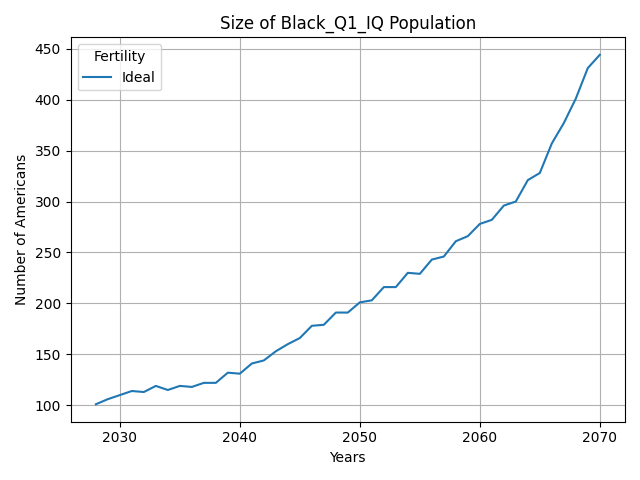 Size of Black_Q1_IQ Population
Fertility
Ideal
450
400
350
300
250
200
150
100
Number of Americans
2030 2040 2050 2060 2070
Years